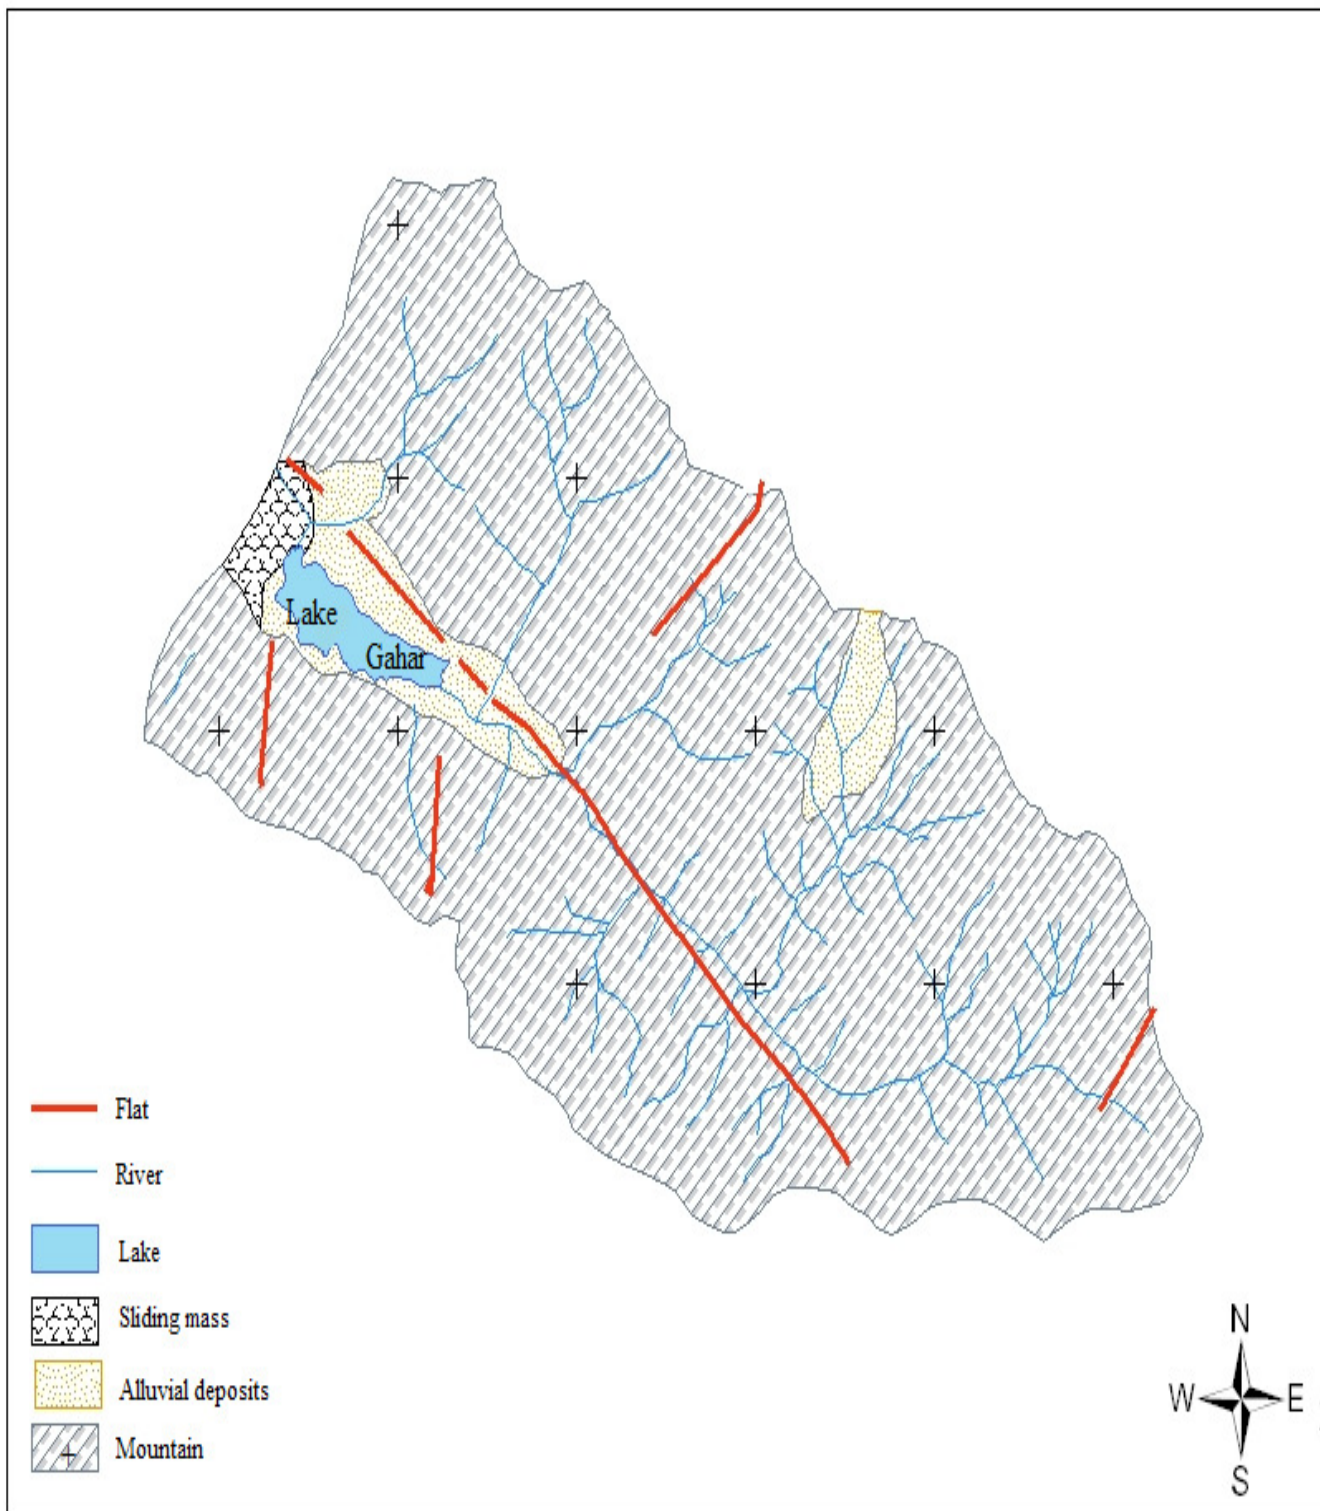 Lake
Gahar
Flat
River
Lake
Sliding mass
Alluvial deposits
Mountain
N
W E
S